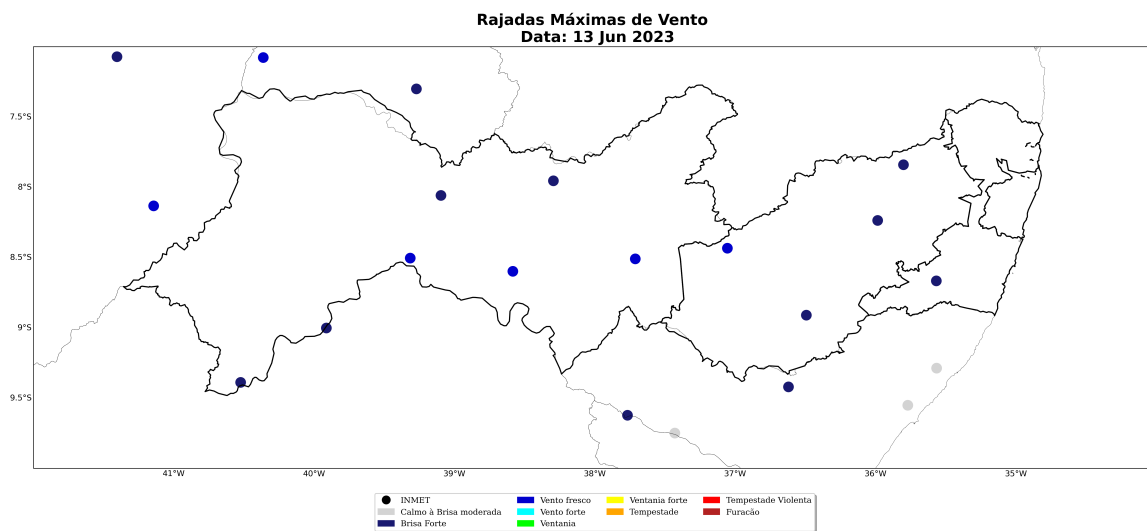 Rajadas Máximas de Vento
Data: 13 Jun 2023
7.5°S
8°S
8.5°S
9°S
9.5°S
41°W 40°W 39°W 38°W 37°W 36°W 35°W
INMET Vento fresco Ventania forte Tempestade Violenta
Calmo à Brisa moderada Vento forte Tempestade Furacão
Brisa Forte Ventania